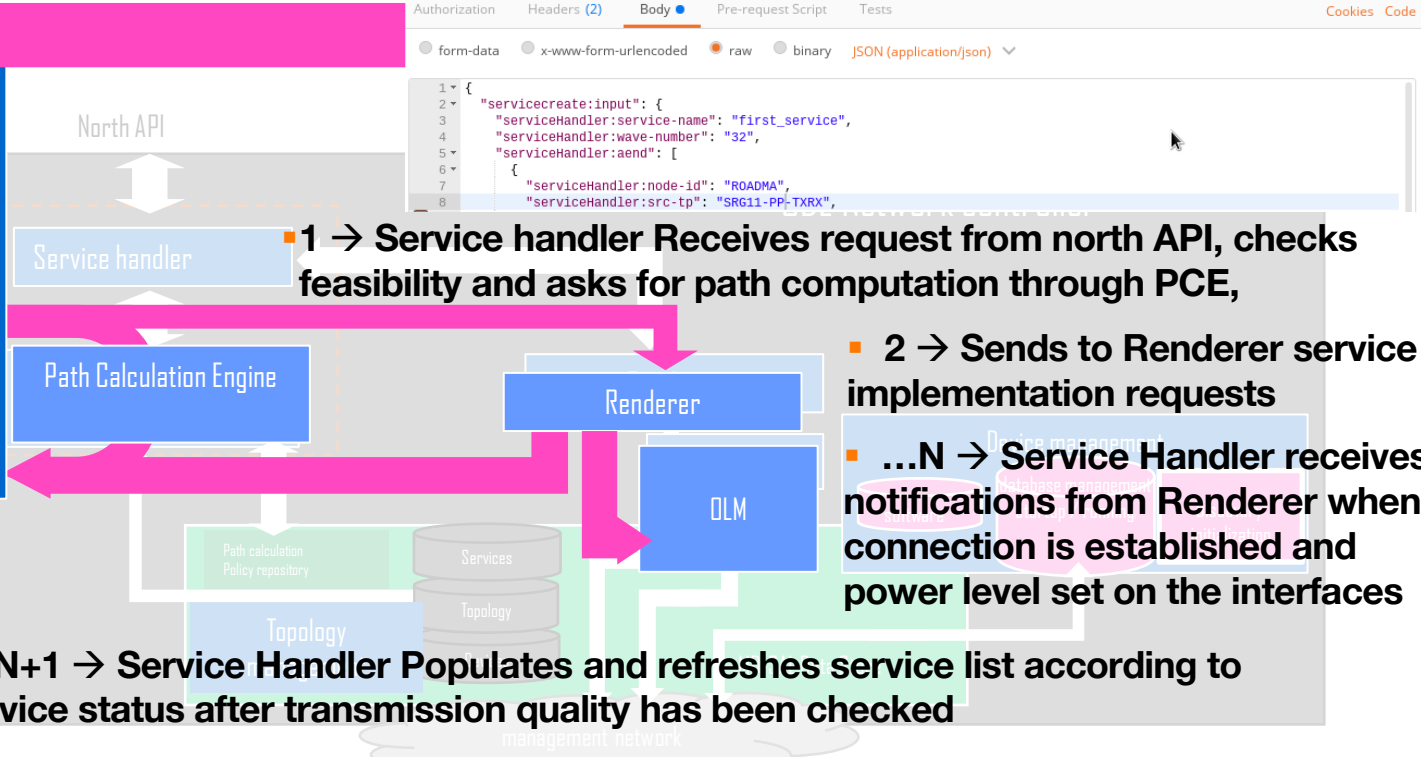 Authorization Headers (2) Body Pre-request Script Tests Cookies Code
form-data x-www-form-urlencoded raw binary JSON (application/json)
1 {
2 "servicecreate:input": {
3 "serviceHandler:service-name": "first_service",
4 "serviceHandler:wave-number": "32",
5 "serviceHandler:aend": [
6 {
7 "serviceHandler:node-id": "ROADMA",
8 "serviceHandler:src-tp": "SRG11-PP-TXRX",
North API
Service handler
1 → Service handler Receives request from north API, checks
feasibility and asks for path computation through PCE,
Path Calculation Engine
Renderer
2 → Sends to Renderer service
implementation requests
Device management
…N → Service Handler receives
notifications from Renderer when
connection is established and
power level set on the interfaces
database management
software
OLM
Path calculation
Policy repository
Services
Topology
Topology
N+1 → Service Handler Populates and refreshes service list according to
vice status after transmission quality has been checked
management network